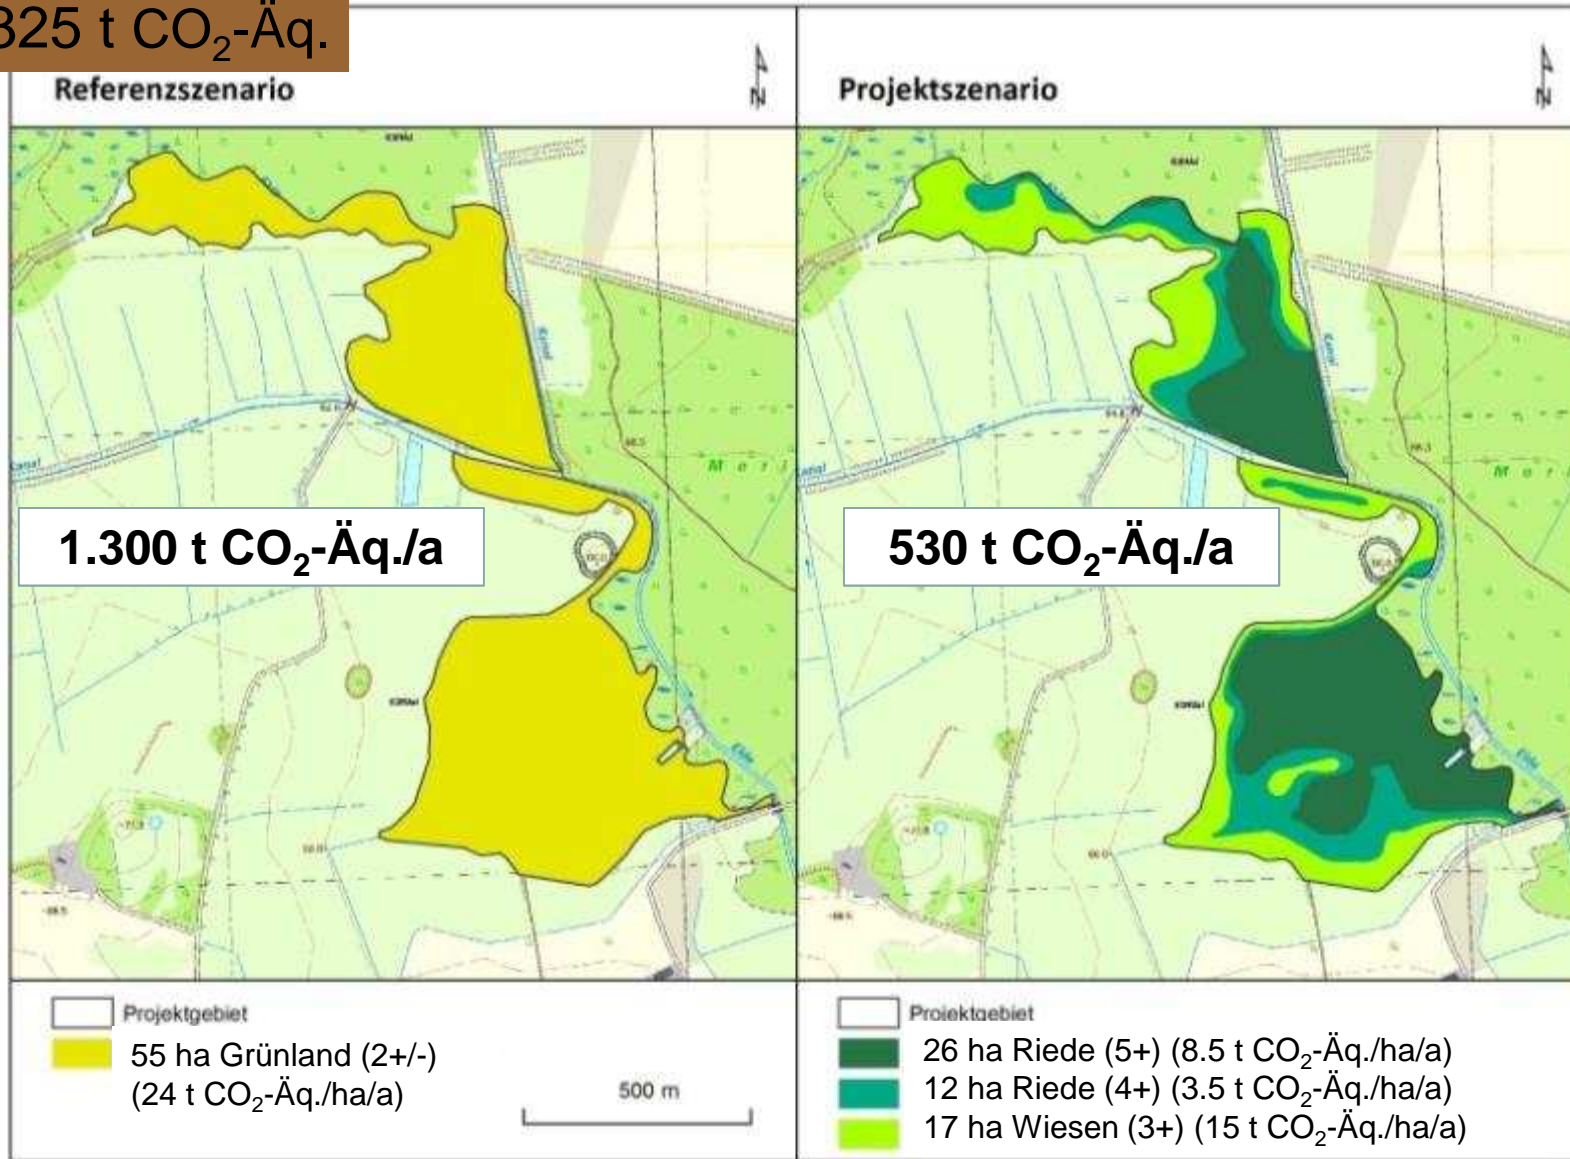 325 t CO₂-Äq.
Referenzszenario
N
Projektszenario
N
Kanal
Kanal
1.300 t CO₂-Äq./a
530 t CO₂-Äq./a
Projektgebiet
55 ha Grünland (2+/-)
(24 t CO₂-Äq./ha/a)
500 m
Projektgebiet
26 ha Riede (5+) (8.5 t CO₂-Äq./ha/a)
12 ha Riede (4+) (3.5 t CO₂-Äq./ha/a)
17 ha Wiesen (3+) (15 t CO₂-Äq./ha/a)